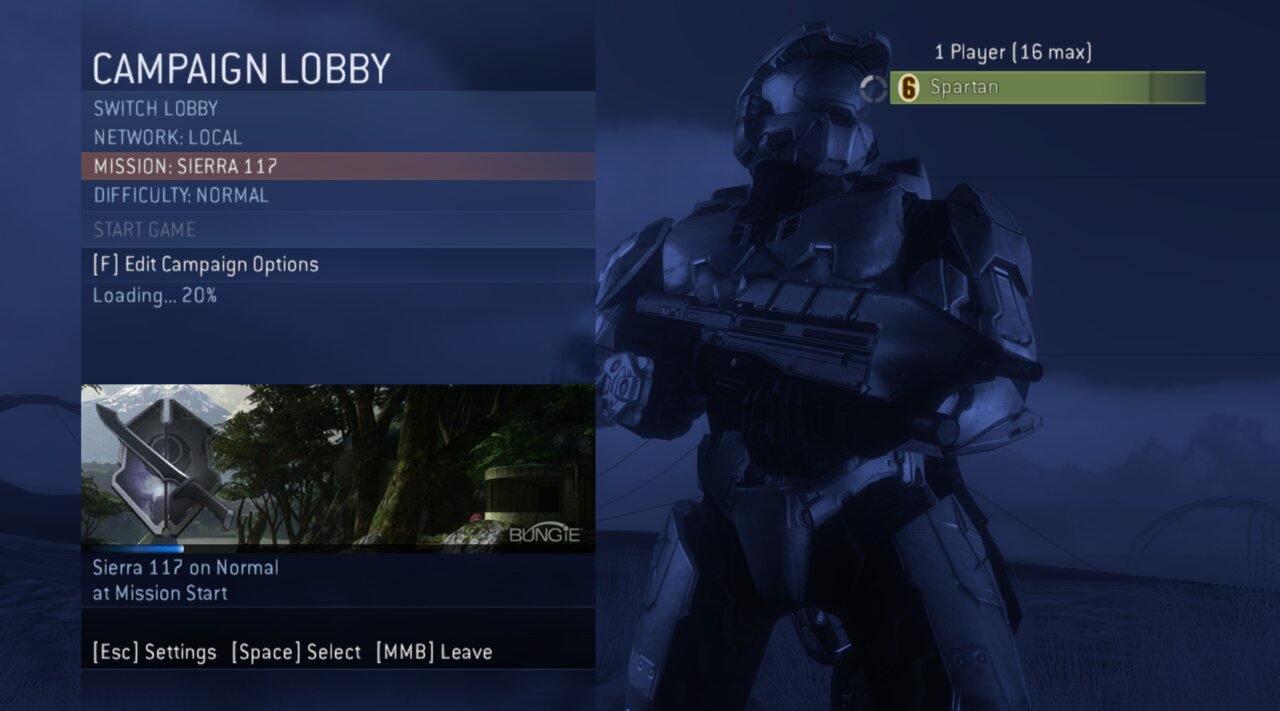 CAMPAIGN LOBBY
SWITCH LOBBY
NETWORK: LOCAL
MISSION: SIERRA 117
DIFFICULTY: NORMAL
START GAME
[F] Edit Campaign Options
Loading... 20%
BUNGIE
Sierra 117 on Normal
at Mission Start
[Esc] Settings [Space] Select [MMB] Leave
1 Player (16 max)
6 Spartan